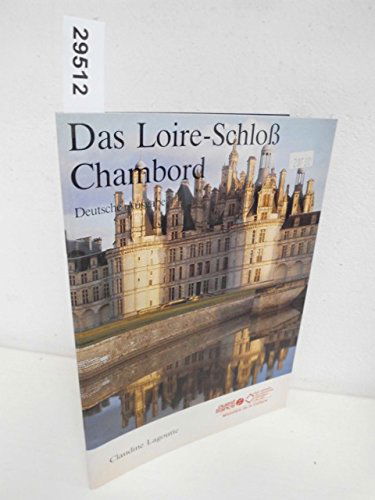 29512
Das Loire-Schloß
Chambord
Deutsche Ausgabe
Claudine Lagoutte